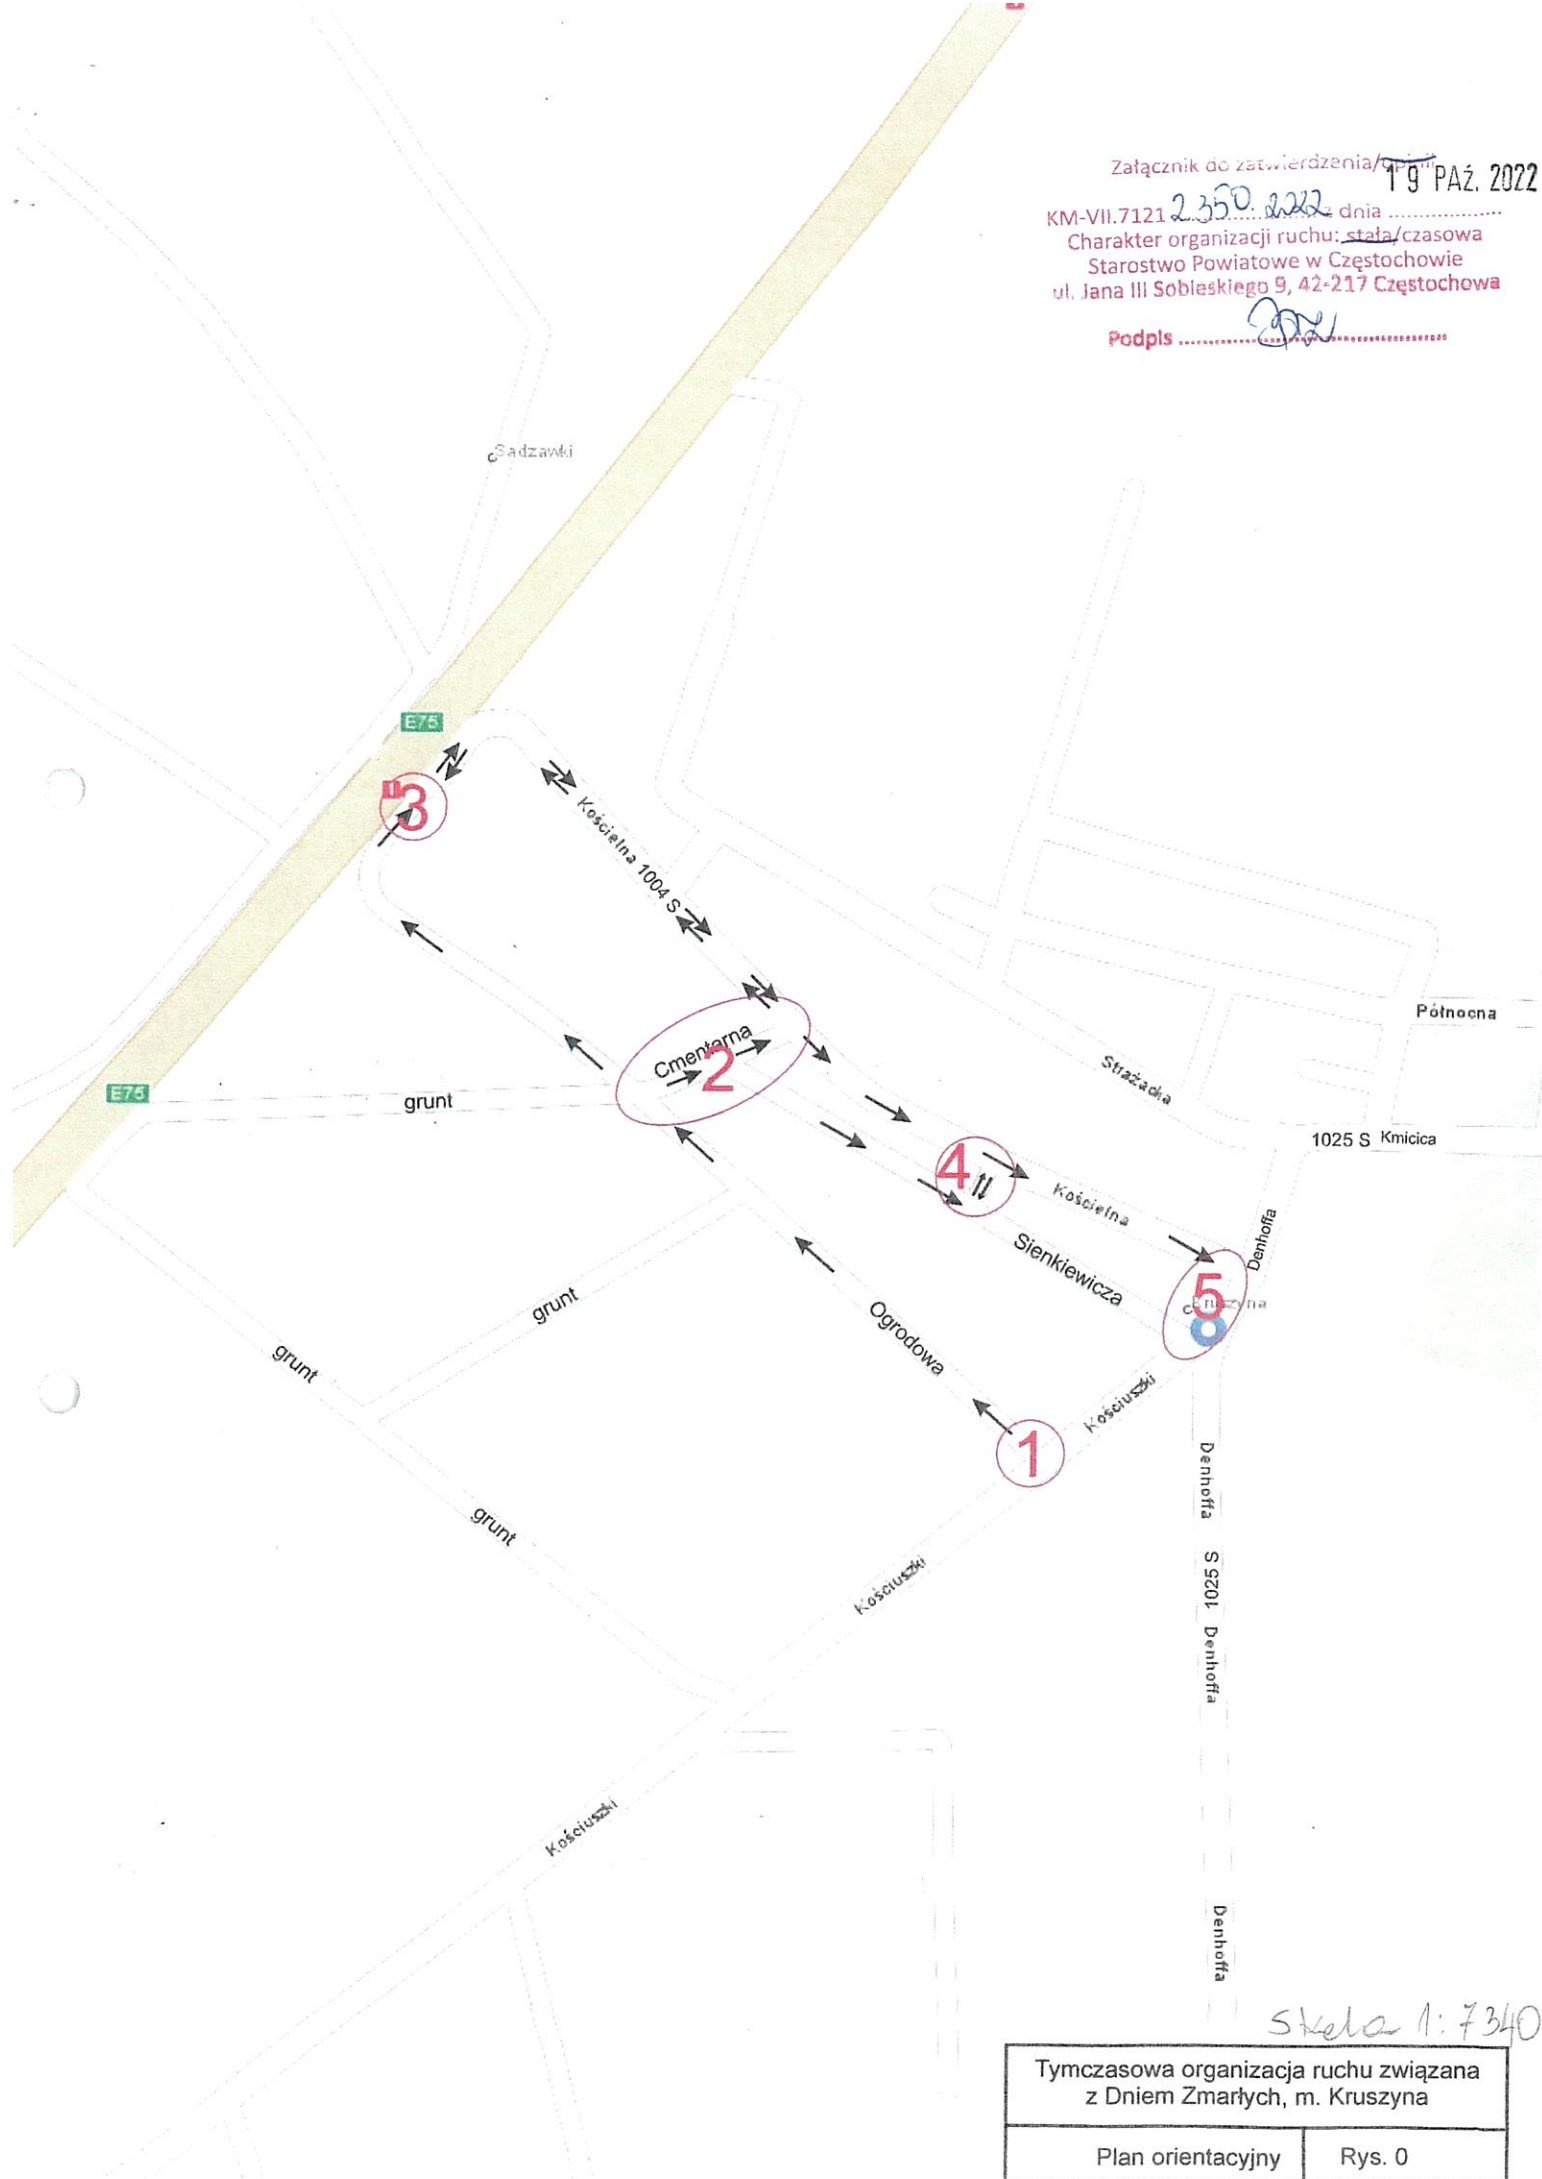 Załącznik do zatwierdzenia/opinii
19 PAŹ. 2022
KM-VII.7121 2.350.2022 z dnia ....................
Charakter organizacji ruchu: stała/czasowa
Starostwo Powiatowe w Częstochowie
ul. Jana III Sobieskiego 9, 42-217 Częstochowa
Podpis
Sadzawki
E75
1
3
Kościelna 1004 S
Północna
Cmentarna
2
Strażacka
E75
grunt
1025 S Kmicica
4
Kościelna
Denhoffa
Sienkiewicza
5
Kruszyna
grunt
Ogrodowa
grunt
Kościuszki
1
Denhoffa
grunt
Kościuszki
1025 S
Denhoffa
Kościuszki
Denhoffa
Skala 1:7340
Tymczasowa organizacja ruchu związana
z Dniem Zmarłych, m. Kruszyna
Plan orientacyjny
Rys. 0